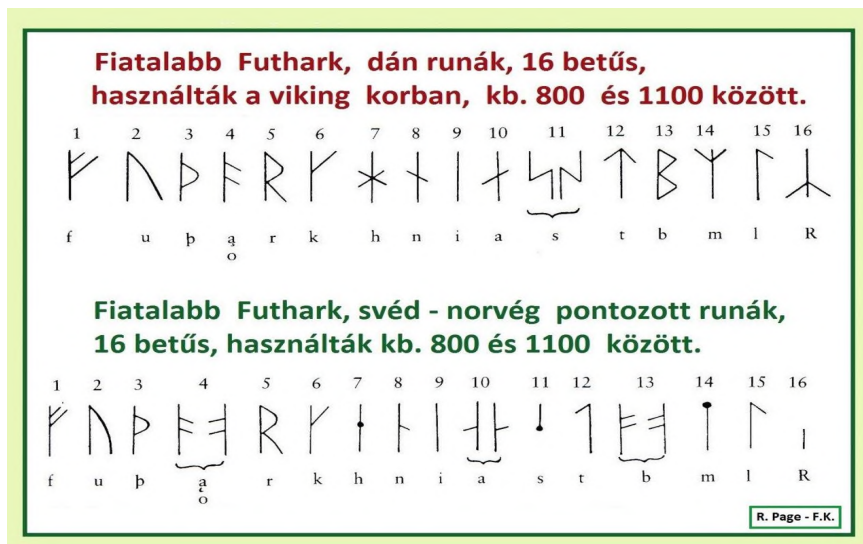 Fiatalabb Futhark, dán runák, 16 betűs,
használták a viking korban, kb. 800 és 1100 között.
1 2 3 4 5 6 7 8 9 10 11 12 13 14 15 16
ᚠ ᚢ ᚦ ᚬ ᚱ ᚴ ᚼ ᚾ ᛁ ᛅ ᛋ ᛏ ᛒ ᛘ ᛚ ᛦ
f u þ ą r k h n i a s t b m l R
o
Fiatalabb Futhark, svéd - norvég pontozott runák,
16 betűs, használták kb. 800 és 1100 között.
1 2 3 4 5 6 7 8 9 10 11 12 13 14 15 16
f u þ ą r k h n i a s t b m l R
o
R. Page - F.K.